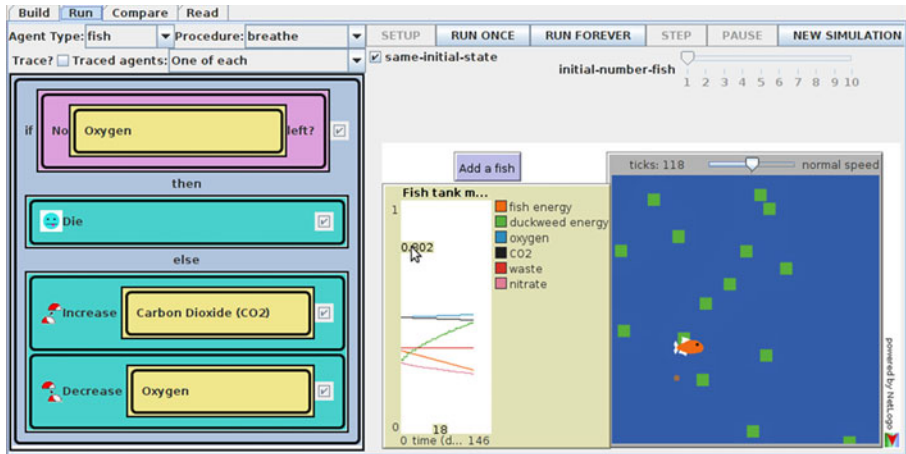 Build Run Compare Read
Agent Type: fish Procedure: breathe SETUP RUN ONCE RUN FOREVER STEP PAUSE NEW SIMULATION
Trace? Traced agents: One of each same-initial-state
initial-number-fish
1 2 3 4 5 6 7 8 9 10
if No Oxygen left?
then
Die
else
Increase Carbon Dioxide (CO2)
Decrease Oxygen
Add a fish
ticks: 118 normal speed
Fish tank m...
1
0.802
fish energy
duckweed energy
oxygen
CO2
waste
nitrate
0 18
0 time (d... 146
powered by NetLogo